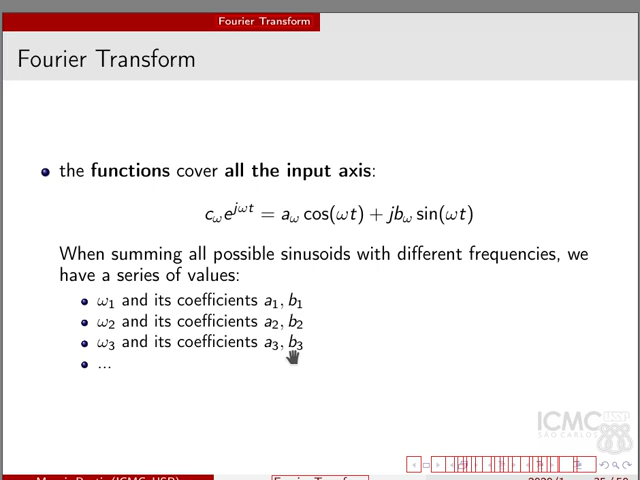 Fourier Transform
Fourier Transform
the functions cover all the input axis:
c_ω e^{jωt} = a_ω cos(ωt) + jb_ω sin(ωt)
When summing all possible sinusoids with different frequencies, we
have a series of values:
ω₁ and its coefficients a₁, b₁
ω₂ and its coefficients a₂, b₂
ω₃ and its coefficients a₃, b₃
...
ICMC USP
SÃO CARLOS